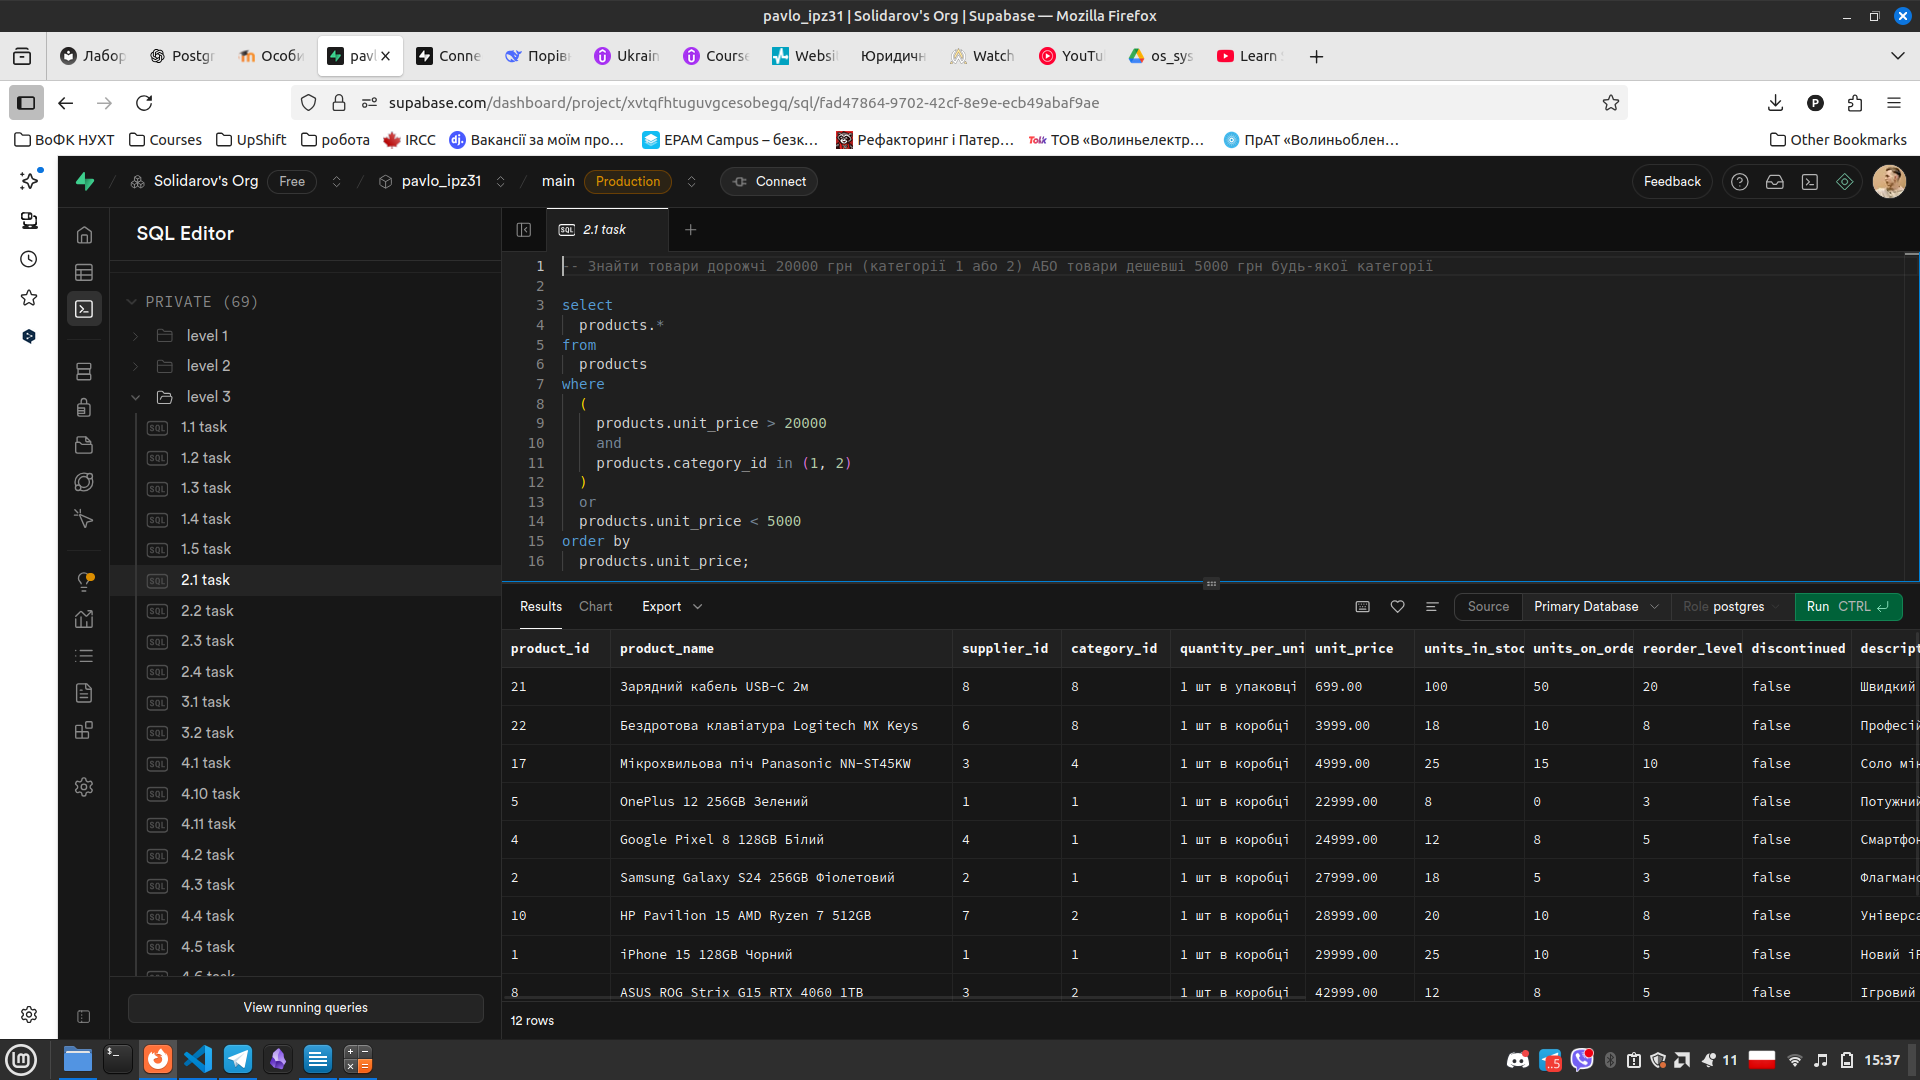 pavlo_ipz31 | Solidarov's Org | Supabase — Mozilla Firefox
Лабор
Postgr
Особи
pavl
Conne
Порів
Ukrain
Cours
Websi
Юридичн
Watch
YouTu
os_sys
Learn
supabase.com/dashboard/project/xvtqfhtuguvgcesobegq/sql/fad47864-9702-42cf-8e9e-ecb49abaf9ae
ВоФК НУХТ
Courses
UpShift
робота
IRCC
Вакансії за моїм про…
EPAM Campus – безк…
Рефакторинг і Патер…
ТОВ «Волиньелектр…
ПрАТ «Волиньоблен…
Other Bookmarks
Solidarov's Org Free
pavlo_ipz31
main Production
Connect
Feedback
SQL Editor
2.1 task
PRIVATE (69)
level 1
level 2
level 3
1.1 task
1.2 task
1.3 task
1.4 task
1.5 task
2.1 task
2.2 task
2.3 task
2.4 task
3.1 task
3.2 task
4.1 task
4.10 task
4.11 task
4.2 task
4.3 task
4.4 task
4.5 task
4.6 task
View running queries
1 -- Знайти товари дорожчі 20000 грн (категорії 1 або 2) АБО товари дешевші 5000 грн будь-якої категорії
2
3 select
4 products.*
5 from
6 products
7 where
8 (
9 products.unit_price > 20000
10 and
11 products.category_id in (1, 2)
12 )
13 or
14 products.unit_price < 5000
15 order by
16 products.unit_price;
Results Chart Export
Source Primary Database Role postgres Run CTRL
product_id product_name supplier_id category_id quantity_per_uni unit_price units_in_stoc units_on_orde reorder_level discontinued descript
21 Зарядний кабель USB-C 2м 8 8 1 шт в упаковці 699.00 100 50 20 false Швидкий
22 Бездротова клавіатура Logitech MX Keys 6 8 1 шт в коробці 3999.00 18 10 8 false Професій
17 Мікрохвильова піч Panasonic NN-ST45KW 3 4 1 шт в коробці 4999.00 25 15 10 false Соло мік
5 OnePlus 12 256GB Зелений 1 1 1 шт в коробці 22999.00 8 0 3 false Потужний
4 Google Pixel 8 128GB Білий 4 1 1 шт в коробці 24999.00 12 8 5 false Смартфон
2 Samsung Galaxy S24 256GB Фіолетовий 2 1 1 шт в коробці 27999.00 18 5 3 false Флагманс
10 HP Pavilion 15 AMD Ryzen 7 512GB 7 2 1 шт в коробці 28999.00 20 10 8 false Універса
1 iPhone 15 128GB Чорний 1 1 1 шт в коробці 29999.00 25 10 5 false Новий iP
8 ASUS ROG Strix G15 RTX 4060 1TB 3 2 1 шт в коробці 42999.00 12 8 5 false Ігровий
12 rows
11
15:37